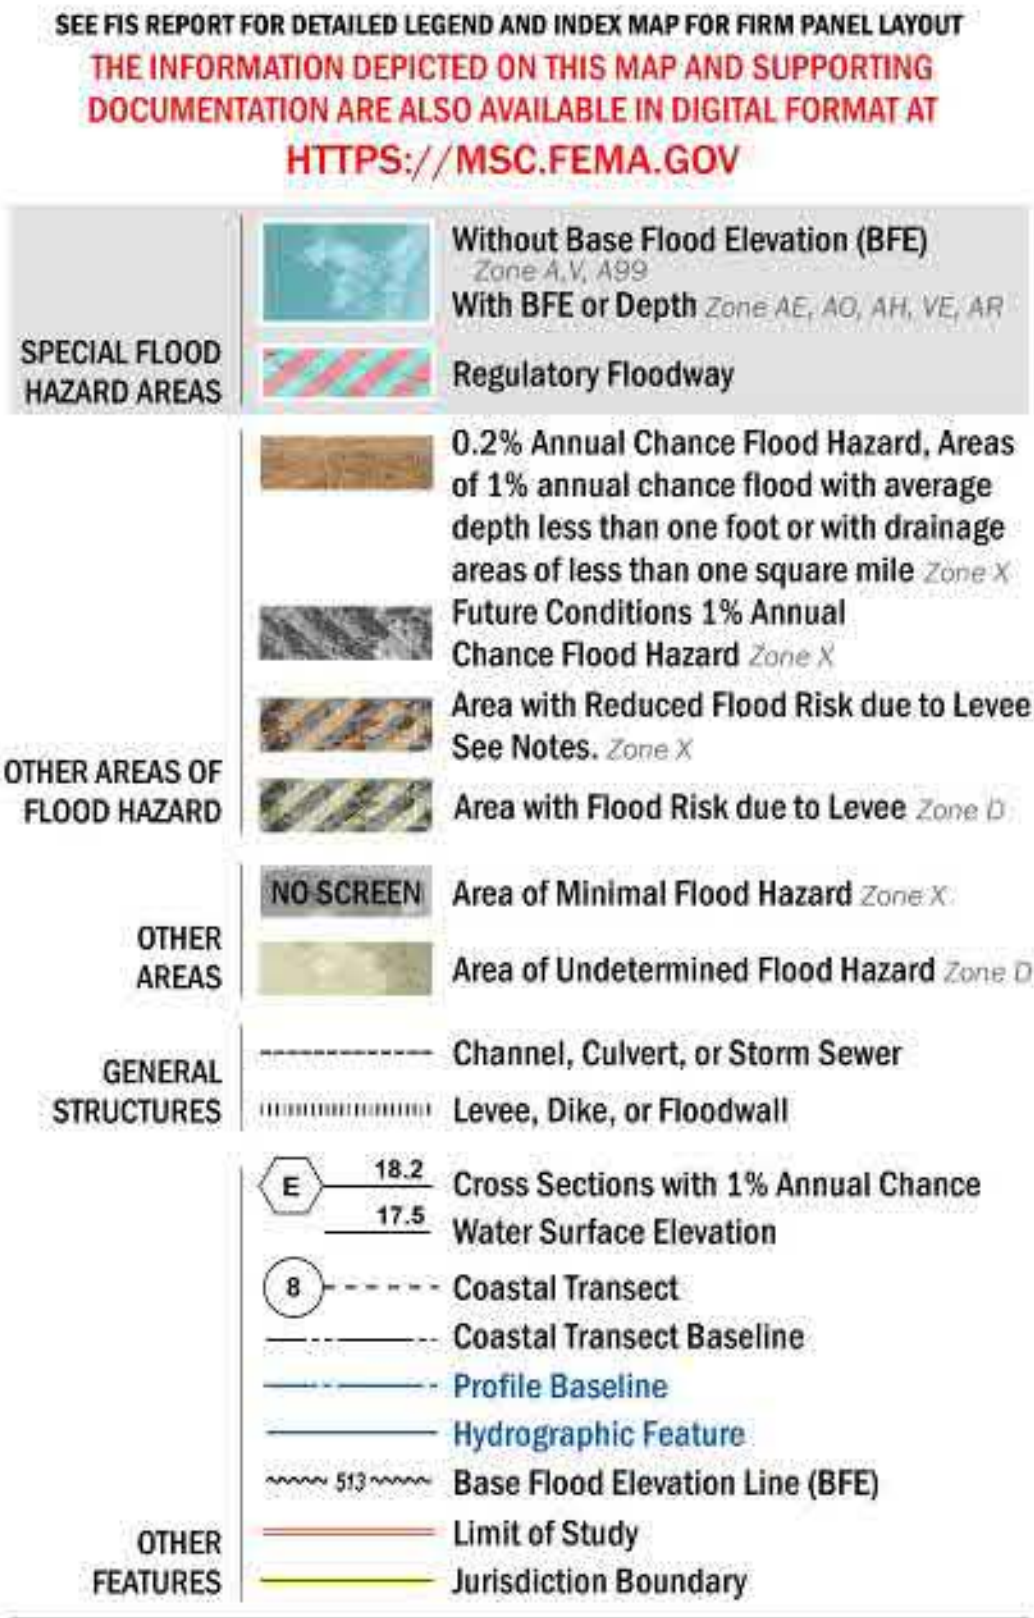 SEE FIS REPORT FOR DETAILED LEGEND AND INDEX MAP FOR FIRM PANEL LAYOUT
THE INFORMATION DEPICTED ON THIS MAP AND SUPPORTING
DOCUMENTATION ARE ALSO AVAILABLE IN DIGITAL FORMAT AT
HTTPS://MSC.FEMA.GOV
SPECIAL FLOOD
HAZARD AREAS
Without Base Flood Elevation (BFE)
Zone A,V, A99
With BFE or Depth Zone AE, AO, AH, VE, AR
Regulatory Floodway
OTHER AREAS OF
FLOOD HAZARD
0.2% Annual Chance Flood Hazard, Areas
of 1% annual chance flood with average
depth less than one foot or with drainage
areas of less than one square mile Zone X
Future Conditions 1% Annual
Chance Flood Hazard Zone X
Area with Reduced Flood Risk due to Levee
See Notes. Zone X
Area with Flood Risk due to Levee Zone D
OTHER
AREAS
NO SCREEN Area of Minimal Flood Hazard Zone X
Area of Undetermined Flood Hazard Zone D
GENERAL
STRUCTURES
Channel, Culvert, or Storm Sewer
Levee, Dike, or Floodwall
OTHER
FEATURES
E 18.2 Cross Sections with 1% Annual Chance
17.5 Water Surface Elevation
8 Coastal Transect
Coastal Transect Baseline
Profile Baseline
Hydrographic Feature
513 Base Flood Elevation Line (BFE)
Limit of Study
Jurisdiction Boundary